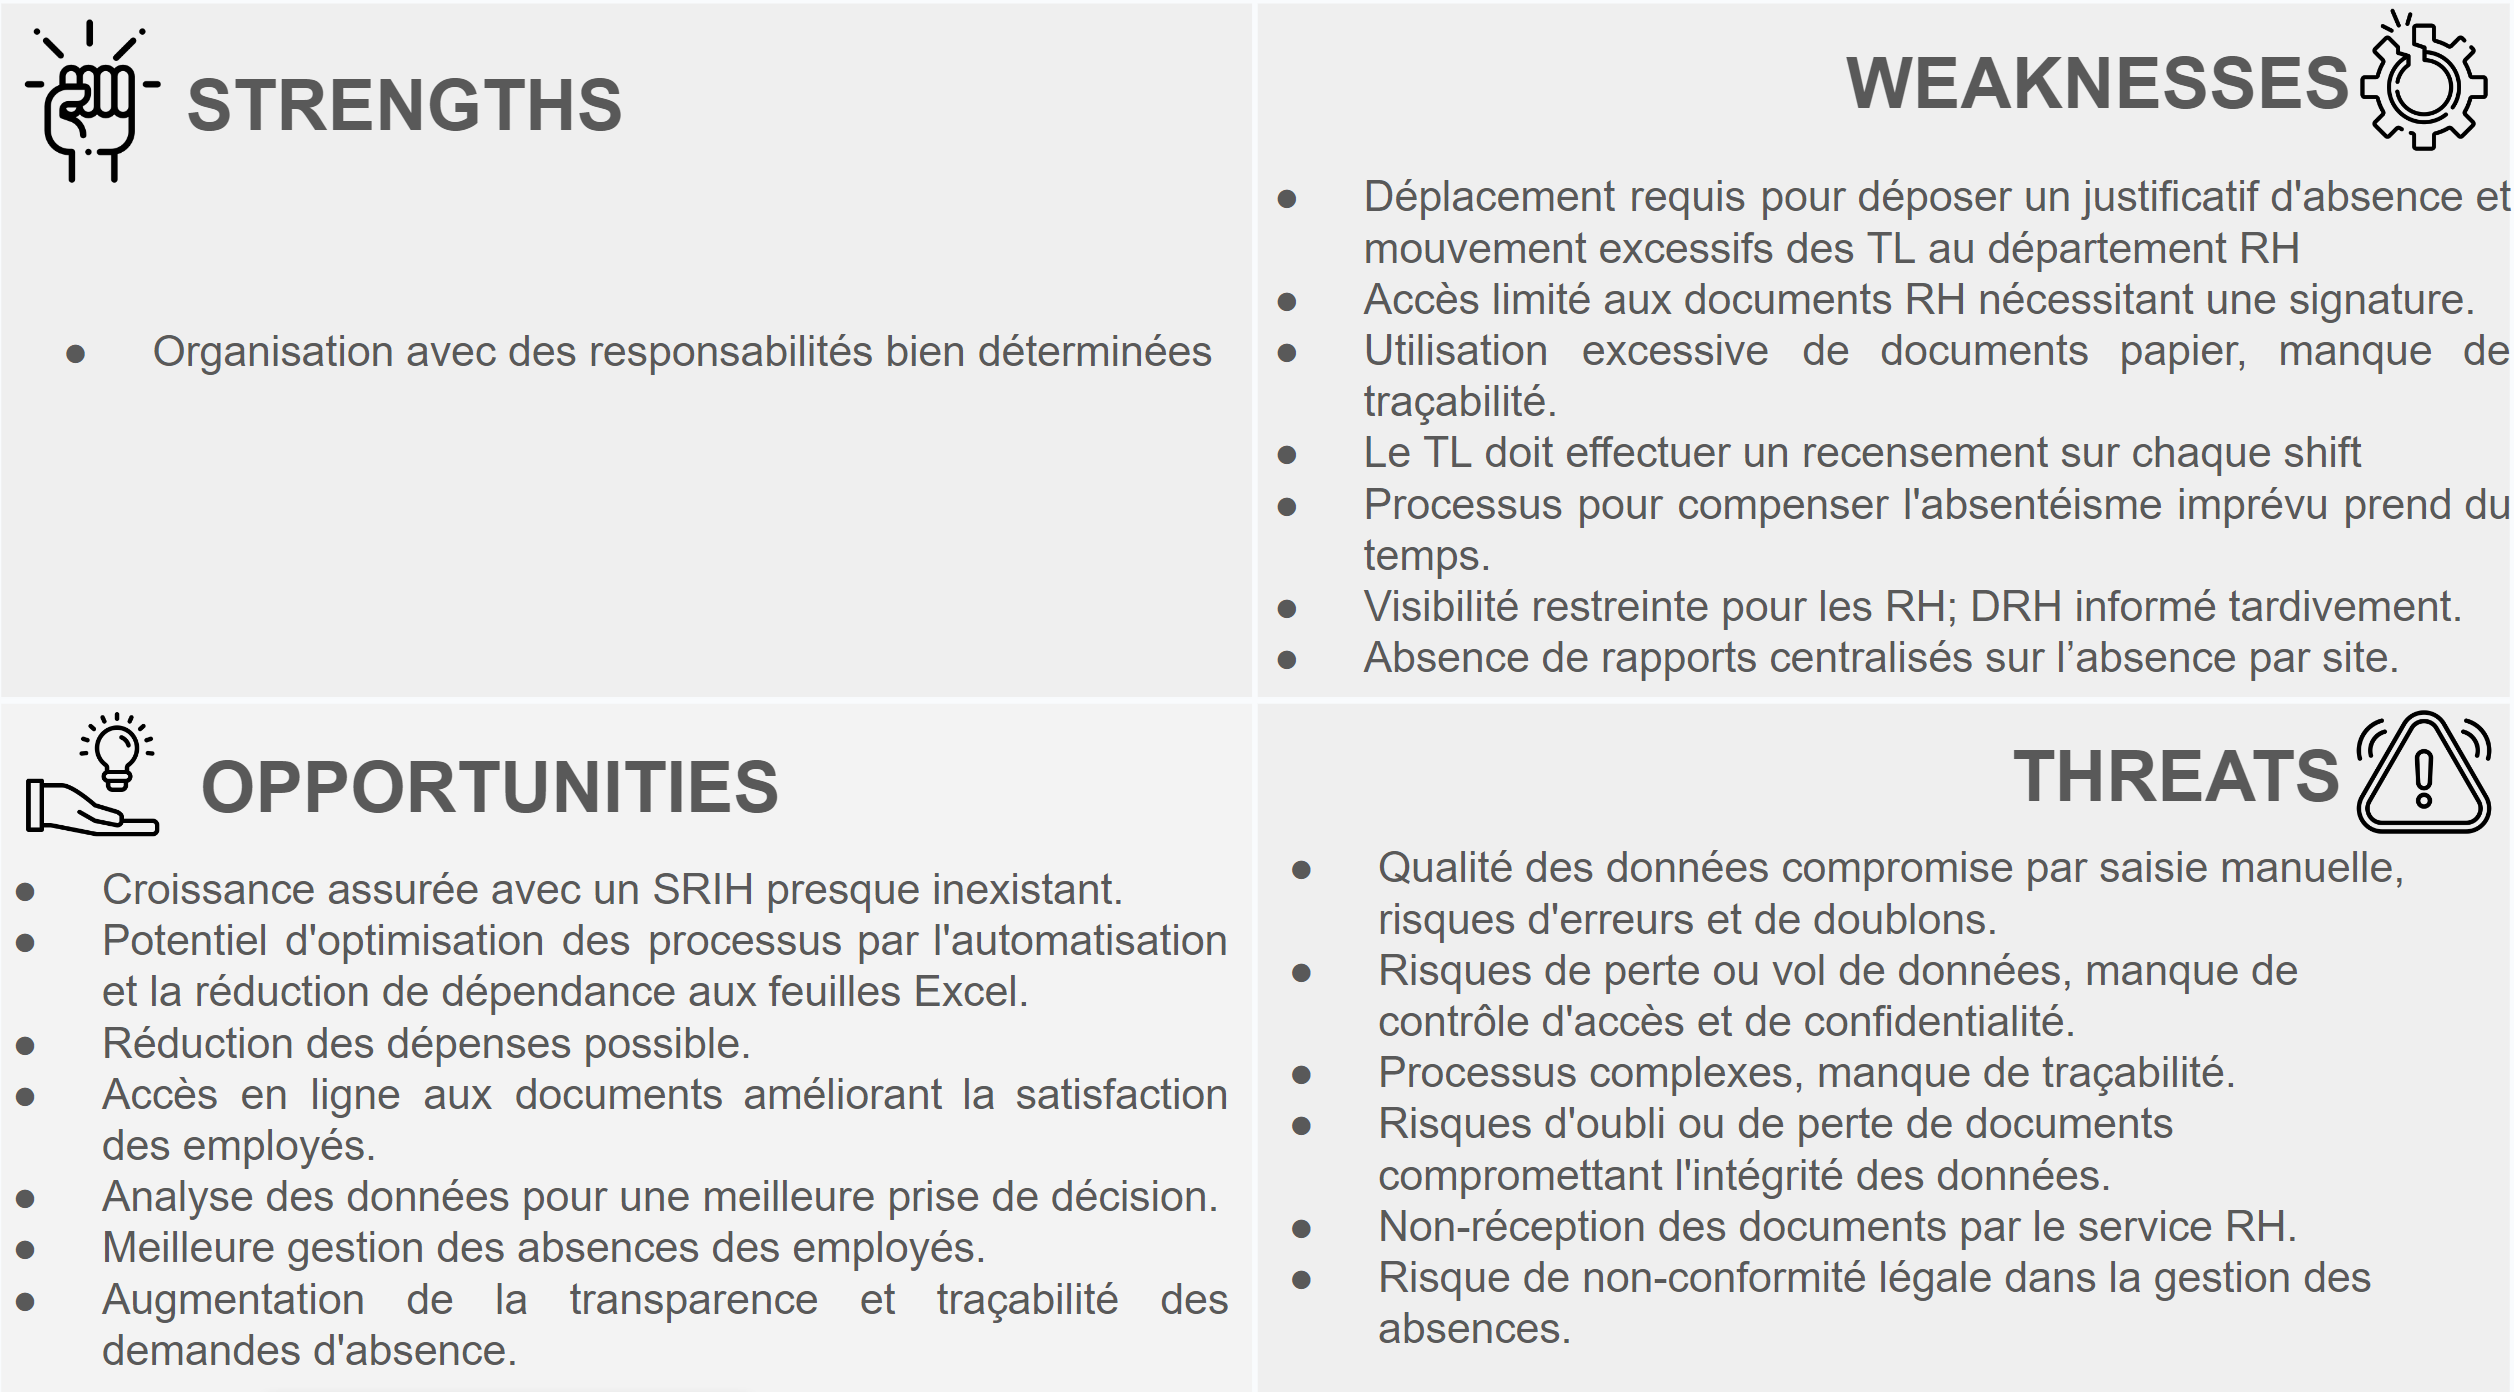 STRENGTHS
● Organisation avec des responsabilités bien déterminées
WEAKNESSES
● Déplacement requis pour déposer un justificatif d'absence et
mouvement excessifs des TL au département RH
● Accès limité aux documents RH nécessitant une signature.
● Utilisation excessive de documents papier, manque de
traçabilité.
● Le TL doit effectuer un recensement sur chaque shift
● Processus pour compenser l'absentéisme imprévu prend du
temps.
● Visibilité restreinte pour les RH; DRH informé tardivement.
● Absence de rapports centralisés sur l’absence par site.
OPPORTUNITIES
● Croissance assurée avec un SRIH presque inexistant.
● Potentiel d'optimisation des processus par l'automatisation
et la réduction de dépendance aux feuilles Excel.
● Réduction des dépenses possible.
● Accès en ligne aux documents améliorant la satisfaction
des employés.
● Analyse des données pour une meilleure prise de décision.
● Meilleure gestion des absences des employés.
● Augmentation de la transparence et traçabilité des
demandes d'absence.
THREATS
● Qualité des données compromise par saisie manuelle,
risques d'erreurs et de doublons.
● Risques de perte ou vol de données, manque de
contrôle d'accès et de confidentialité.
● Processus complexes, manque de traçabilité.
● Risques d'oubli ou de perte de documents
compromettant l'intégrité des données.
● Non-réception des documents par le service RH.
● Risque de non-conformité légale dans la gestion des
absences.